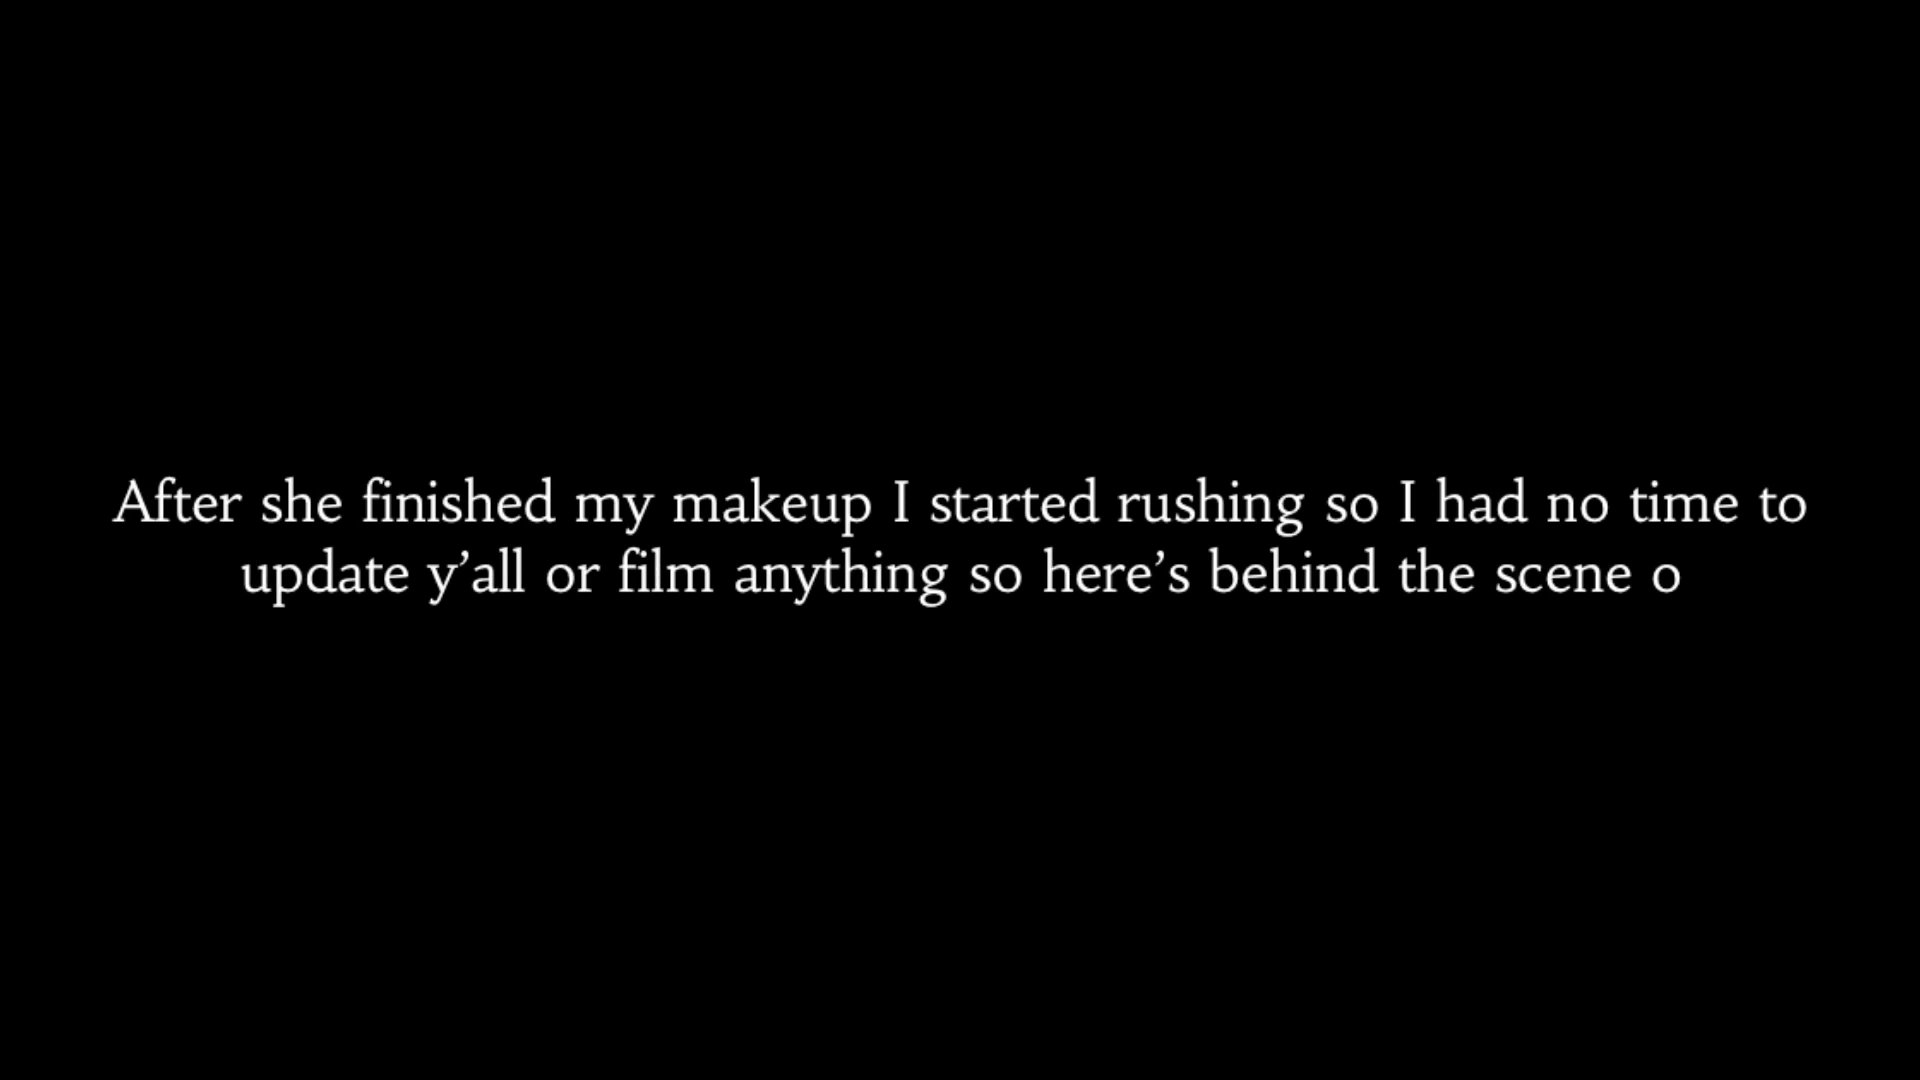 After she finished my makeup I started rushing so I had no time to
update y’all or film anything so here’s behind the scene o